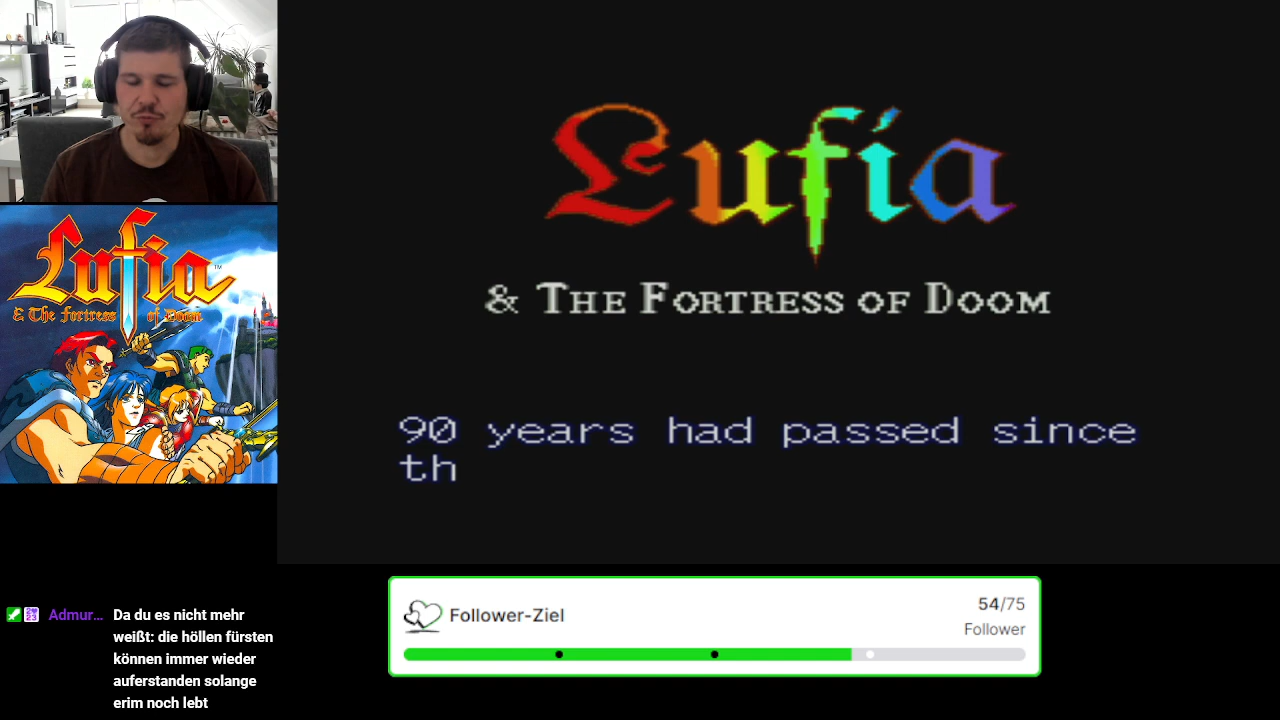 Lufia
& The Fortress of Doom
Lufia
& THE FORTRESS OF DOOM
90 years had passed since
th
Follower-Ziel
54/75
Follower
Admur…
Da du es nicht mehr
weißt: die höllen fürsten
können immer wieder
auferstanden solange
erim noch lebt